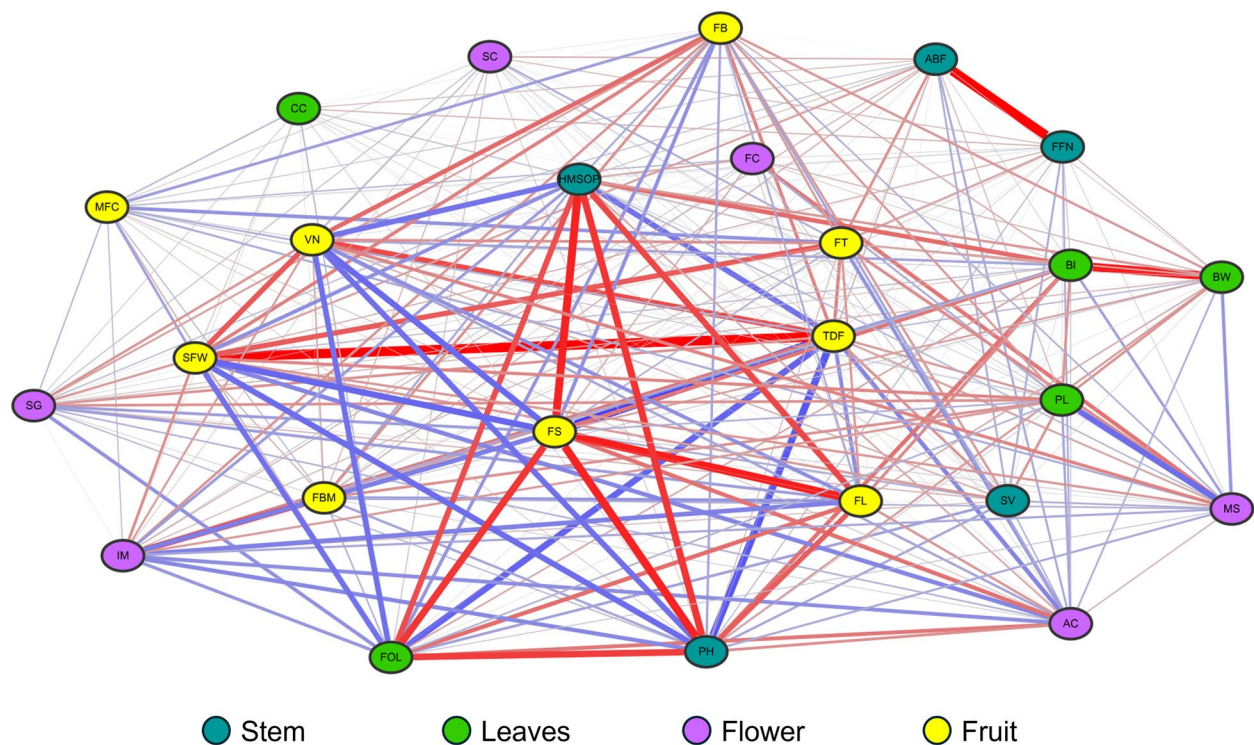 FB
SC
ABF
CC
FFN
FC
HMSOP
MFC
VN
FT
BI
BW
TDF
SFW
PL
SG
FS
FBM
FL
SV
MS
IM
AC
PH
FOL
Stem
Leaves
Flower
Fruit